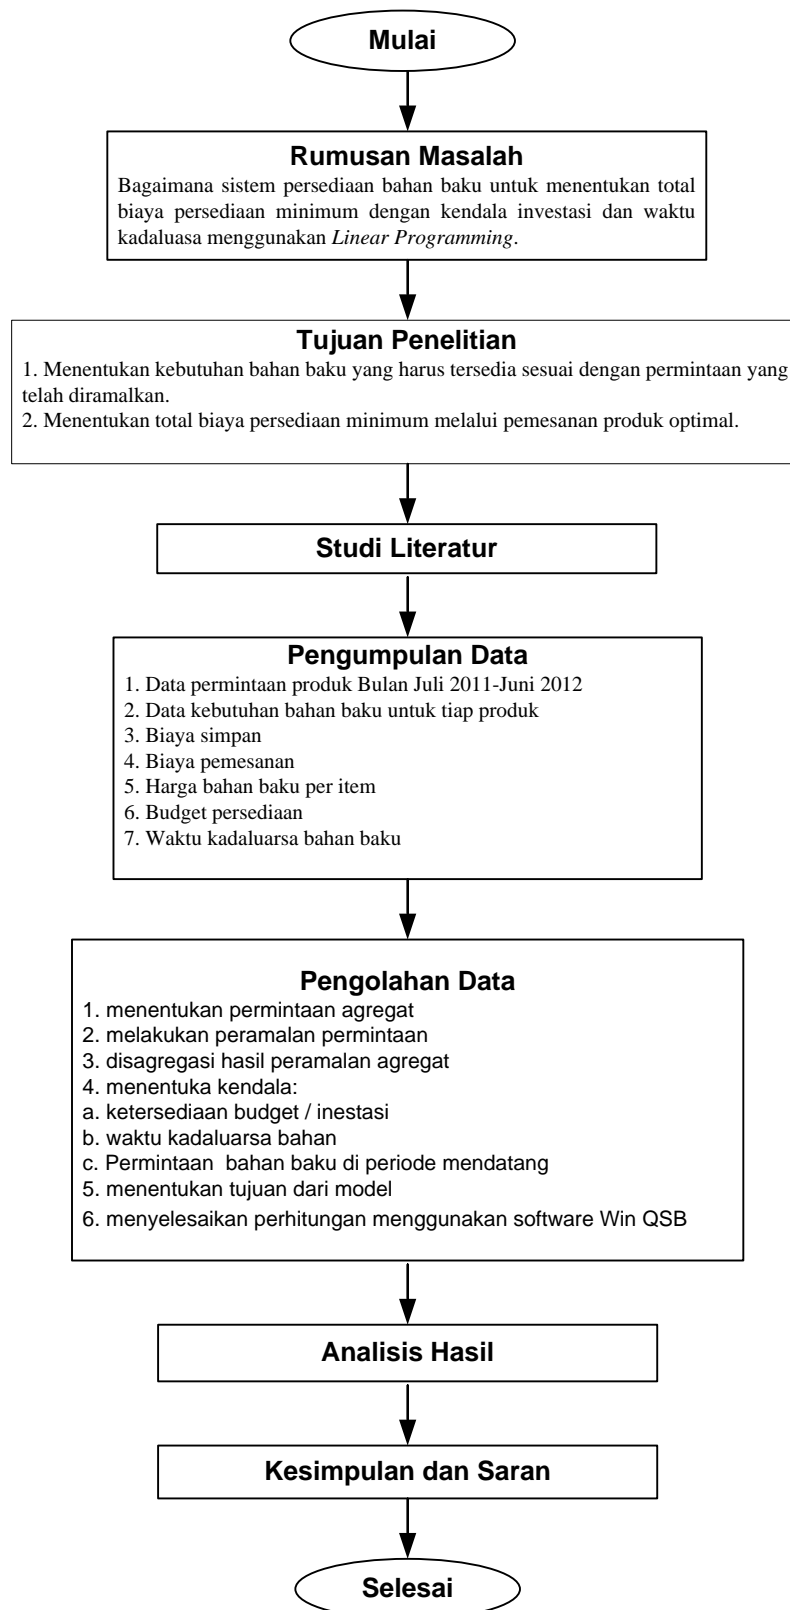 Mulai
Rumusan Masalah
Bagaimana sistem persediaan bahan baku untuk menentukan total
biaya persediaan minimum dengan kendala investasi dan waktu
kadaluasa menggunakan Linear Programming.
Tujuan Penelitian
1. Menentukan kebutuhan bahan baku yang harus tersedia sesuai dengan permintaan yang
telah diramalkan.
2. Menentukan total biaya persediaan minimum melalui pemesanan produk optimal.
Studi Literatur
Pengumpulan Data
1. Data permintaan produk Bulan Juli 2011-Juni 2012
2. Data kebutuhan bahan baku untuk tiap produk
3. Biaya simpan
4. Biaya pemesanan
5. Harga bahan baku per item
6. Budget persediaan
7. Waktu kadaluarsa bahan baku
Pengolahan Data
1. menentukan permintaan agregat
2. melakukan peramalan permintaan
3. disagregasi hasil peramalan agregat
4. menentuka kendala:
a. ketersediaan budget / inestasi
b. waktu kadaluarsa bahan
c. Permintaan bahan baku di periode mendatang
5. menentukan tujuan dari model
6. menyelesaikan perhitungan menggunakan software Win QSB
Analisis Hasil
Kesimpulan dan Saran
Selesai